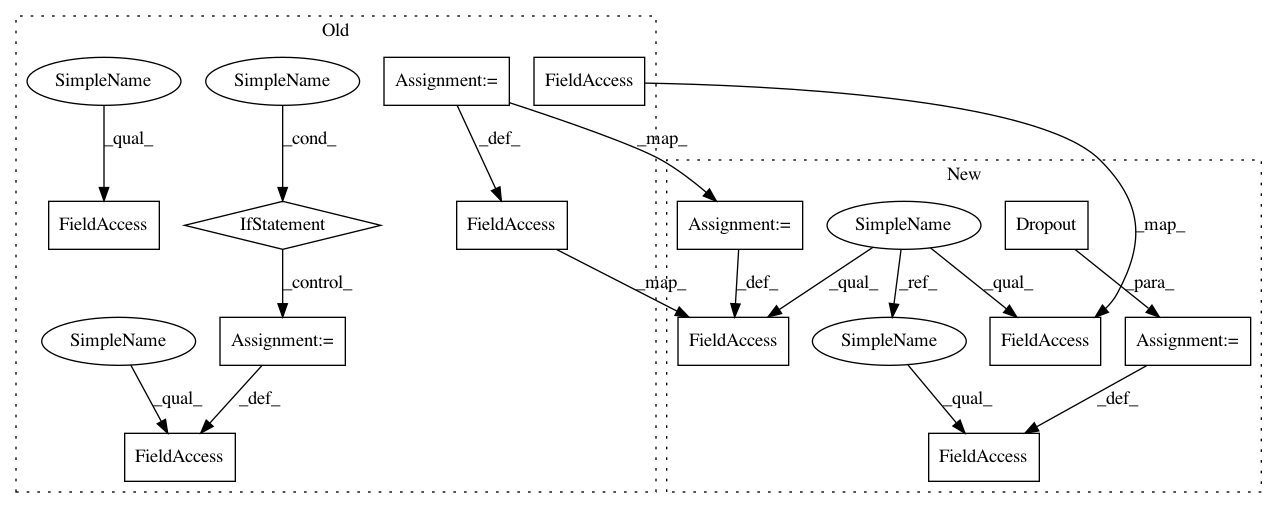 Old
SimpleName
SimpleName
Assignment:=
FieldAccess
_qual_
_cond_
_def_
_map_
New
FieldAccess
IfStatement
FieldAccess
Assignment:=
SimpleName
Dropout
_map_
_control_
_map_
_def_
_qual_
_ref_
_qual_
_para_
SimpleName
Assignment:=
FieldAccess
SimpleName
FieldAccess
Assignment:=
_qual_
_def_
_qual_
_def_
FieldAccess
FieldAccess